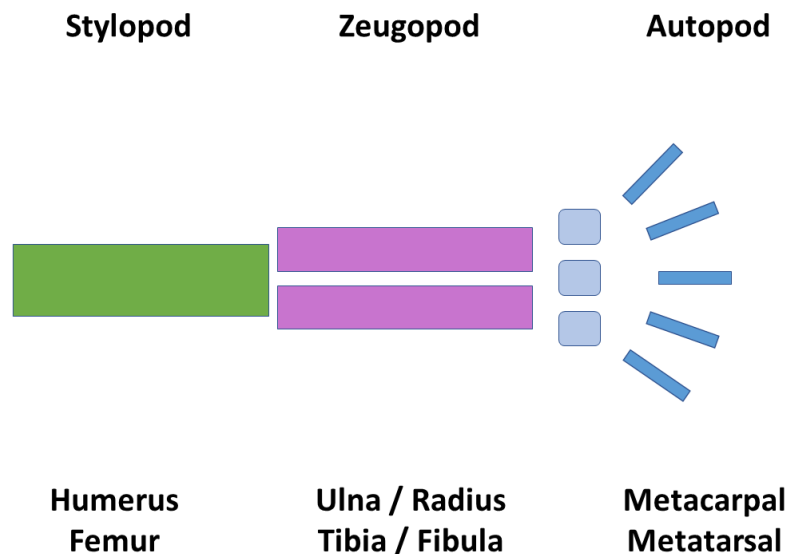 Stylopod Zeugopod Autopod
Humerus Ulna / Radius Metacarpal
Femur Tibia / Fibula Metatarsal